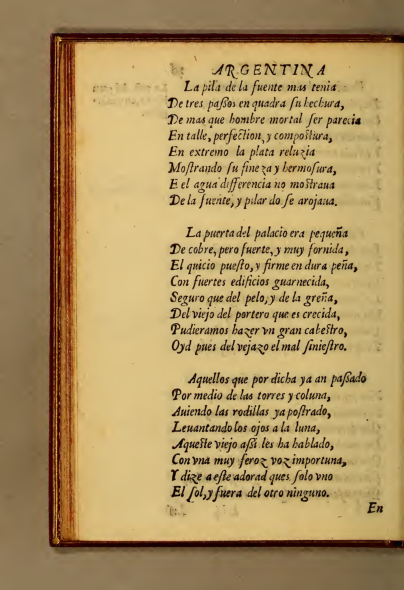 ARGENTINA
La pila de la fuente mas tenia
De tres paſſos en quadra ſu hechura,
De mas que hombre mortal ſer parecia
En talle, perfection, y compoſtura,
En extremo la plata reluzia
Moſtrando ſu fineza y hermoſura,
E el agua differencia no moſtraua
De la fuente, y pilar do ſe arojaua.
La puerta del palacio era pequeña
De cobre, pero fuerte, y muy fornida,
El quicio pueſto, y firme en dura peña,
Con fuertes edificios guarnecida,
Seguro que del pelo, y de la greña,
Del viejo del portero que es crecida,
Pudieramos hazer vn gran cabeſtro,
Oyd pues del vejazo el mal ſinieſtro.
Aquellos que por dicha ya an paſſado
Por medio de las torres y coluna,
Auiendo las rodillas ya poſtrado,
Leuantando los ojos a la luna,
Aqueſte viejo aſsi les ha hablado,
Con vna muy feroz voz importuna,
Y dize a eſte adorad ques ſolo vno
El ſol, y fuera del otro ninguno.
En